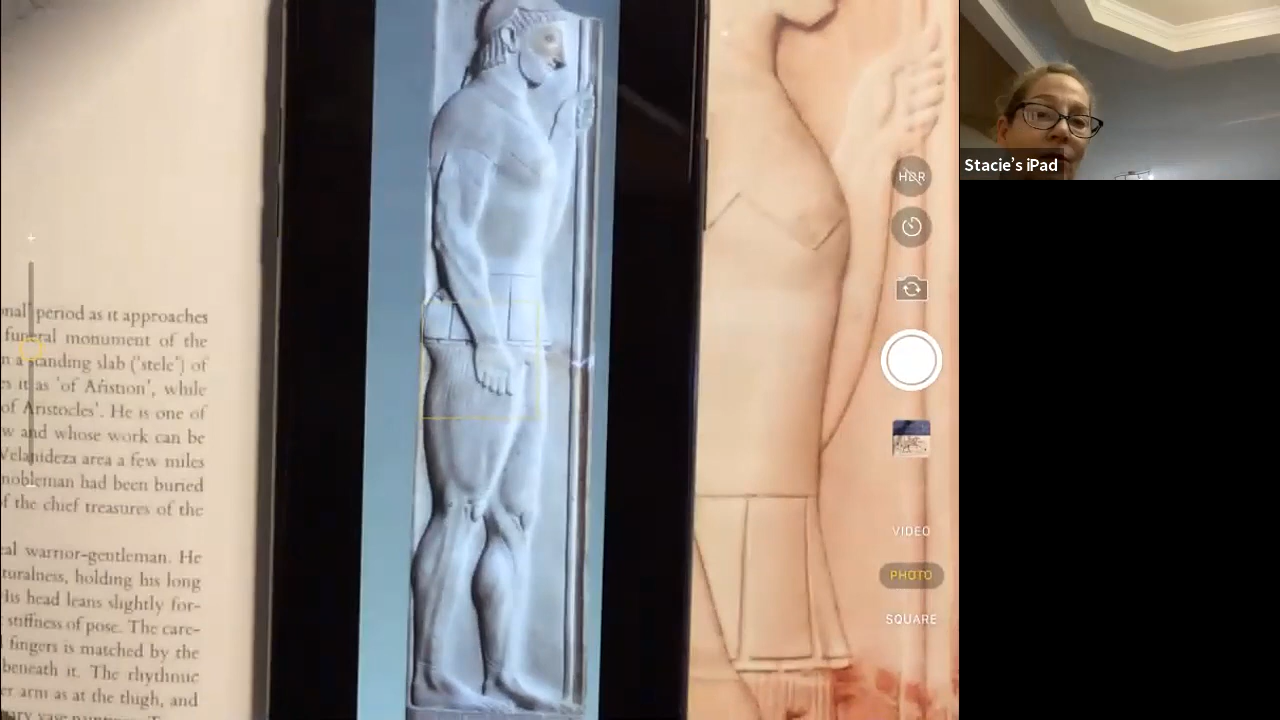 period as it approaches
funeral monument of the
n a standing slab ('stele') of
es it as 'of Aristion', while
of Aristocles'. He is one of
w and whose work can be
Velanideza area a few miles
nobleman had been buried
of the chief treasures of the
warrior-gentleman. He
holding his long
His head leans slightly for-
stiffness of pose. The care-
fingers is matched by the
beneath it. The rhythmic
er arm as at the thigh, and
HDR
VIDEO
PHOTO
SQUARE
Stacie's iPad